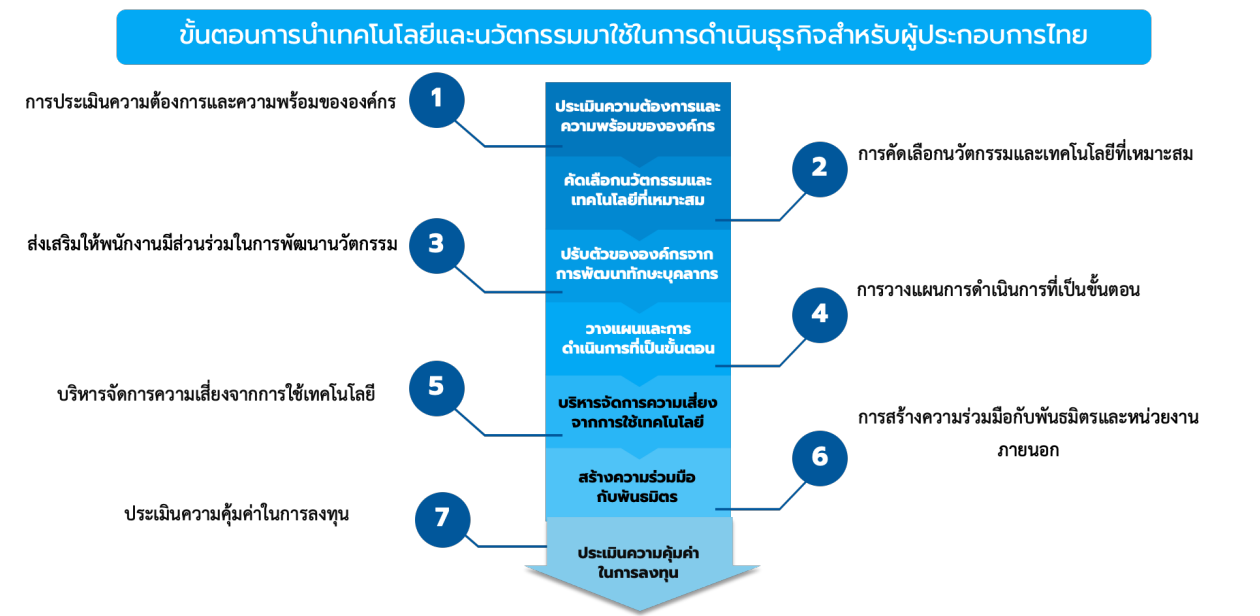 ขั้นตอนการนำเทคโนโลยีและนวัตกรรมมาใช้ในการดำเนินธุรกิจสำหรับผู้ประกอบการไทย
การประเมินความต้องการและความพร้อมขององค์กร
1
ประเมินความต้องการและ
ความพร้อมขององค์กร
2
การคัดเลือกนวัตกรรมและเทคโนโลยีที่เหมาะสม
คัดเลือกนวัตกรรมและ
เทคโนโลยีที่เหมาะสม
ส่งเสริมให้พนักงานมีส่วนร่วมในการพัฒนานวัตกรรม
3
ปรับตัวขององค์กรจาก
การพัฒนาทักษะบุคลากร
4
การวางแผนการดำเนินการที่เป็นขั้นตอน
วางแผนและการ
ดำเนินการที่เป็นขั้นตอน
บริหารจัดการความเสี่ยงจากการใช้เทคโนโลยี
5
บริหารจัดการความเสี่ยง
จากการใช้เทคโนโลยี
6
การสร้างความร่วมมือกับพันธมิตรและหน่วยงาน
ภายนอก
สร้างความร่วมมือ
กับพันธมิตร
ประเมินความคุ้มค่าในการลงทุน
7
ประเมินความคุ้มค่า
ในการลงทุน